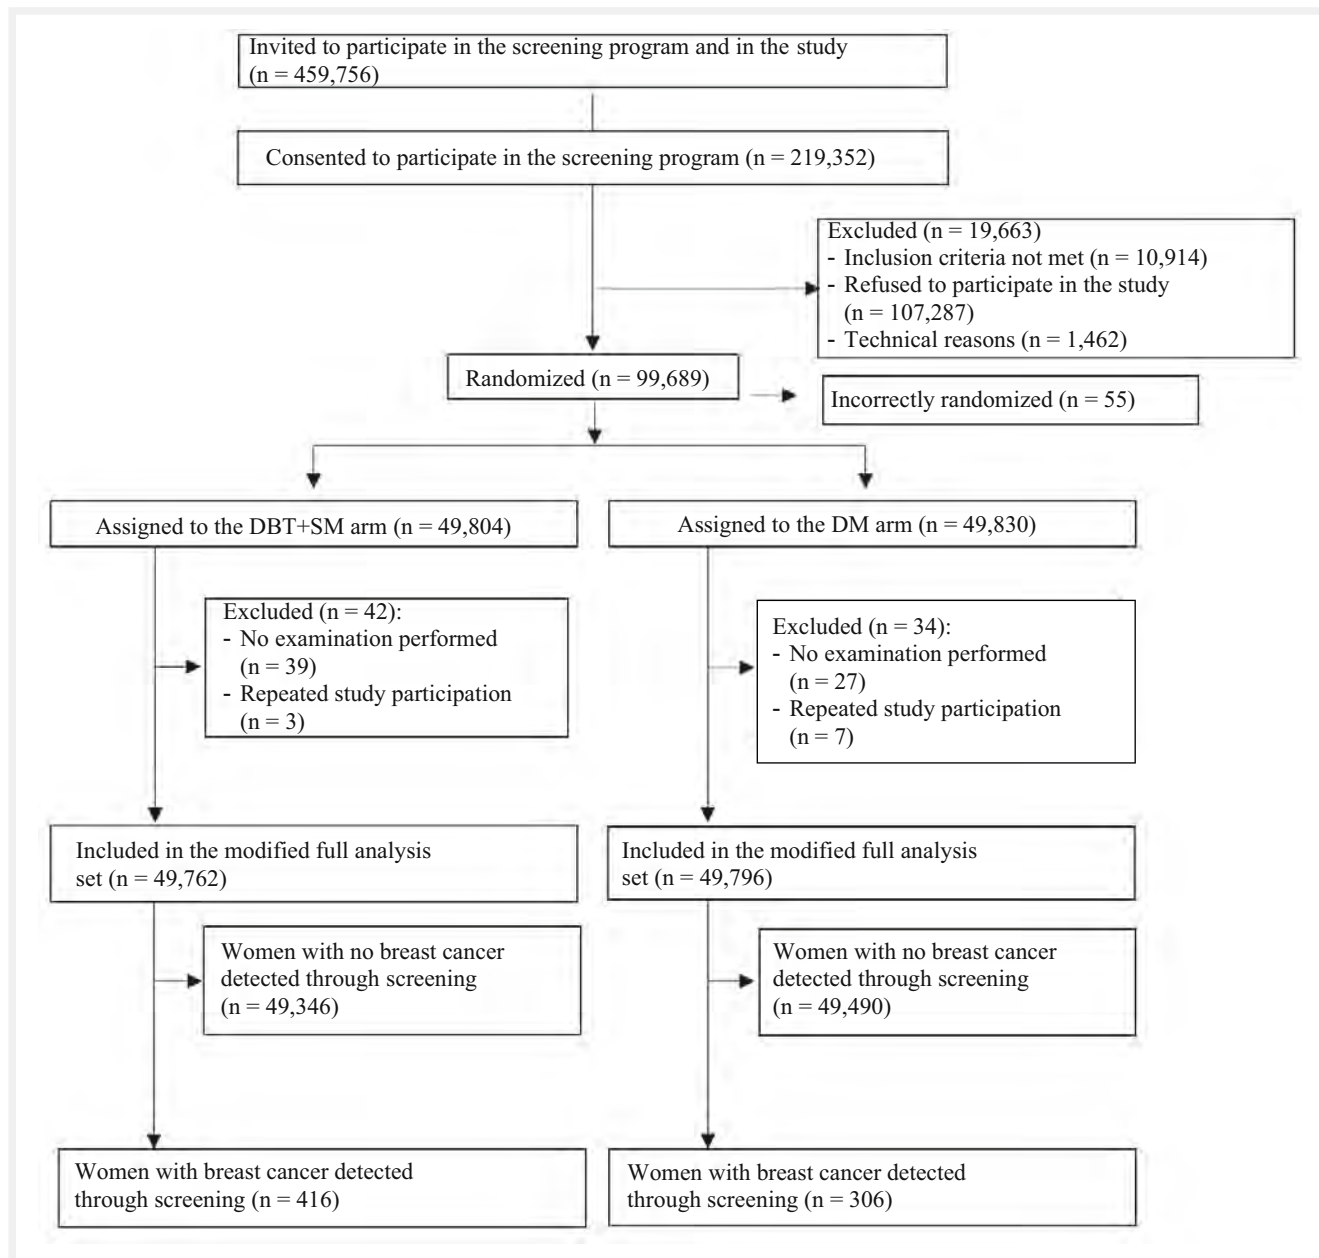 Invited to participate in the screening program and in the study
(n = 459,756)
Consented to participate in the screening program (n = 219,352)
Excluded (n = 19,663)
- Inclusion criteria not met (n = 10,914)
- Refused to participate in the study
(n = 107,287)
- Technical reasons (n = 1,462)
Randomized (n = 99,689)
Incorrectly randomized (n = 55)
Assigned to the DBT+SM arm (n = 49,804)
Assigned to the DM arm (n = 49,830)
Excluded (n = 42):
- No examination performed
(n = 39)
- Repeated study participation
(n = 3)
Excluded (n = 34):
- No examination performed
(n = 27)
- Repeated study participation
(n = 7)
Included in the modified full analysis
set (n = 49,762)
Included in the modified full analysis
set (n = 49,796)
Women with no breast cancer
detected through screening
(n = 49,346)
Women with no breast cancer
detected through screening
(n = 49,490)
Women with breast cancer detected
through screening (n = 416)
Women with breast cancer detected
through screening (n = 306)